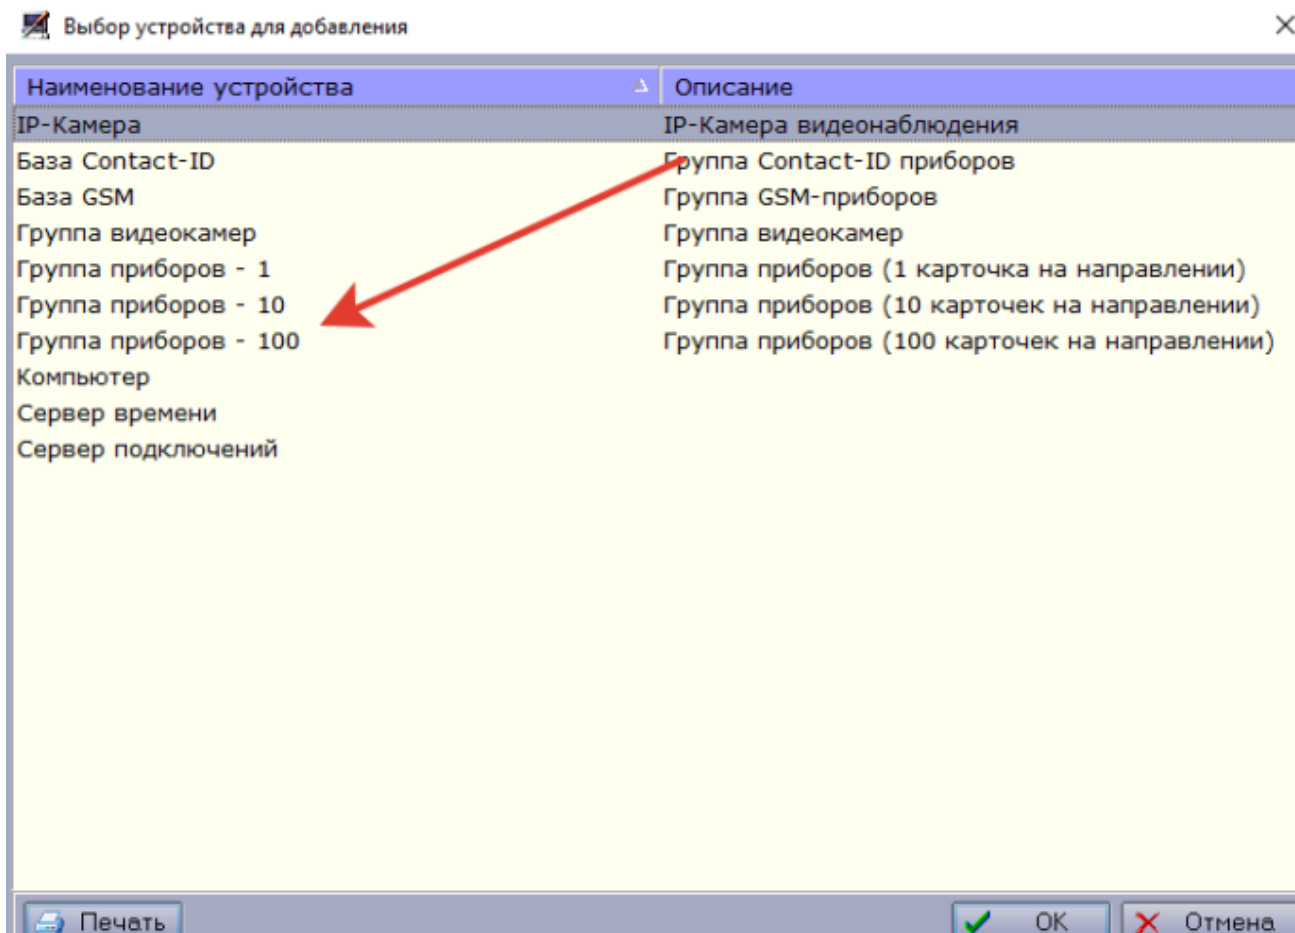 Выбор устройства для добавления
Наименование устройства Описание
IP-Камера IP-Камера видеонаблюдения
База Contact-ID Группа Contact-ID приборов
База GSM Группа GSM-приборов
Группа видеокамер Группа видеокамер
Группа приборов - 1 Группа приборов (1 карточка на направлении)
Группа приборов - 10 Группа приборов (10 карточек на направлении)
Группа приборов - 100 Группа приборов (100 карточек на направлении)
Компьютер
Сервер времени
Сервер подключений
Печать OK Отмена